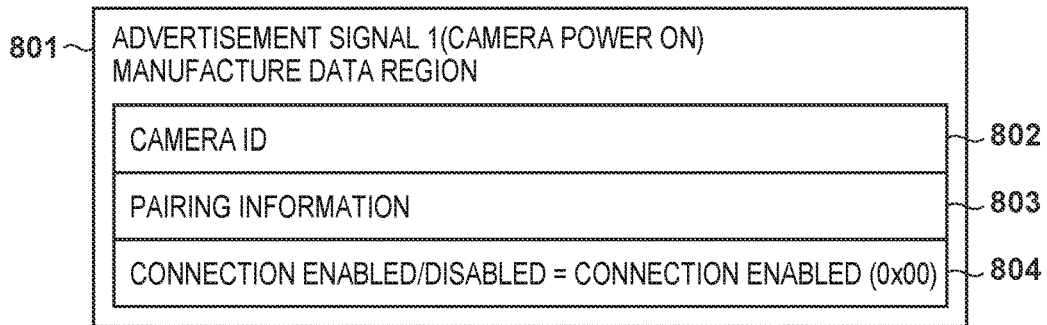 801
ADVERTISEMENT SIGNAL 1(CAMERA POWER ON)
MANUFACTURE DATA REGION
CAMERA ID
802
PAIRING INFORMATION
803
CONNECTION ENABLED/DISABLED = CONNECTION ENABLED (0x00)
804